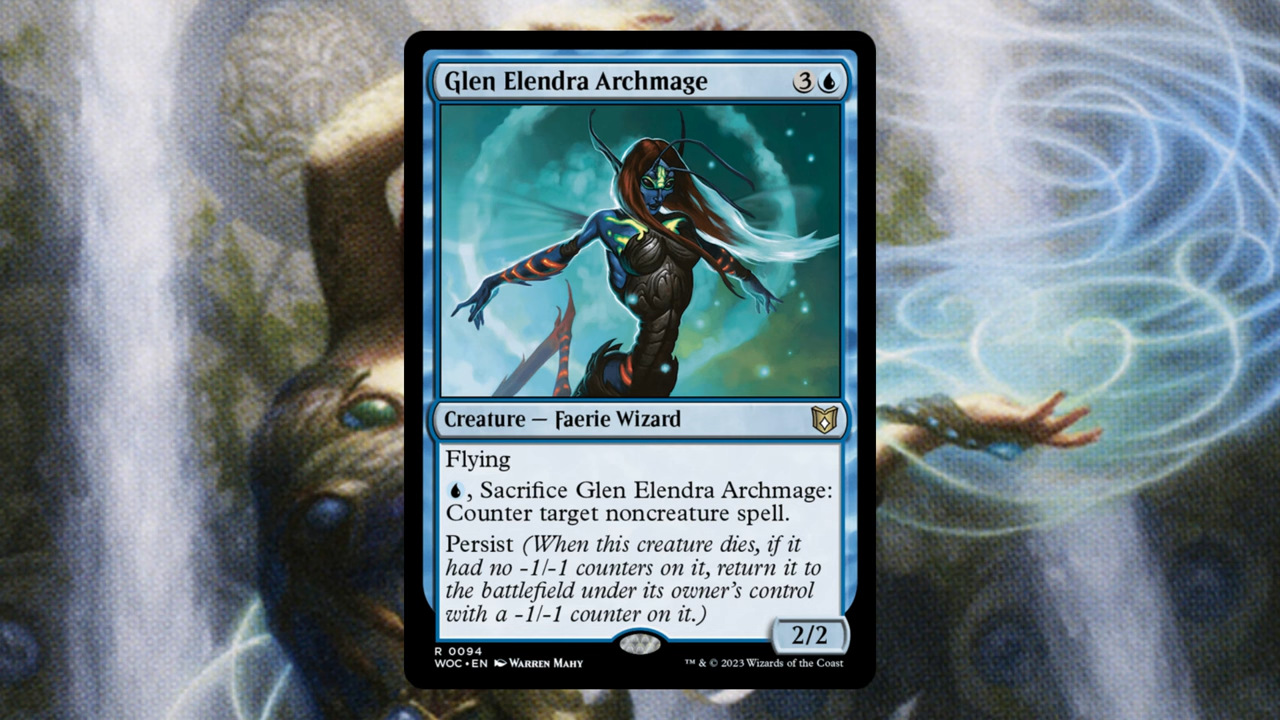 Glen Elendra Archmage 3
Creature — Faerie Wizard
Flying
, Sacrifice Glen Elendra Archmage:
Counter target noncreature spell.
Persist (When this creature dies, if it
had no -1/-1 counters on it, return it to
the battlefield under its owner's control
with a -1/-1 counter on it.)
2/2
R 0094
WOC • EN Warren Mahy
™ & © 2023 Wizards of the Coast